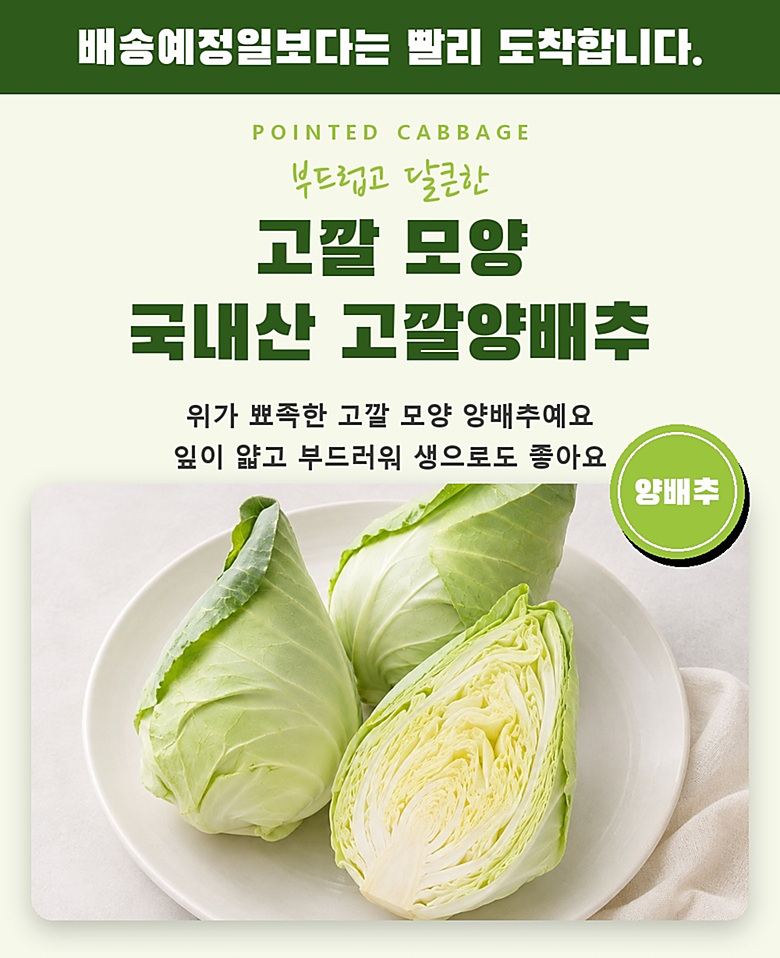 배송예정일보다는 빨리 도착합니다.
POINTED CABBAGE
부드럽고 달큰한
고깔 모양
국내산 고깔양배추
위가 뾰족한 고깔 모양 양배추예요
잎이 얇고 부드러워 생으로도 좋아요
양배추